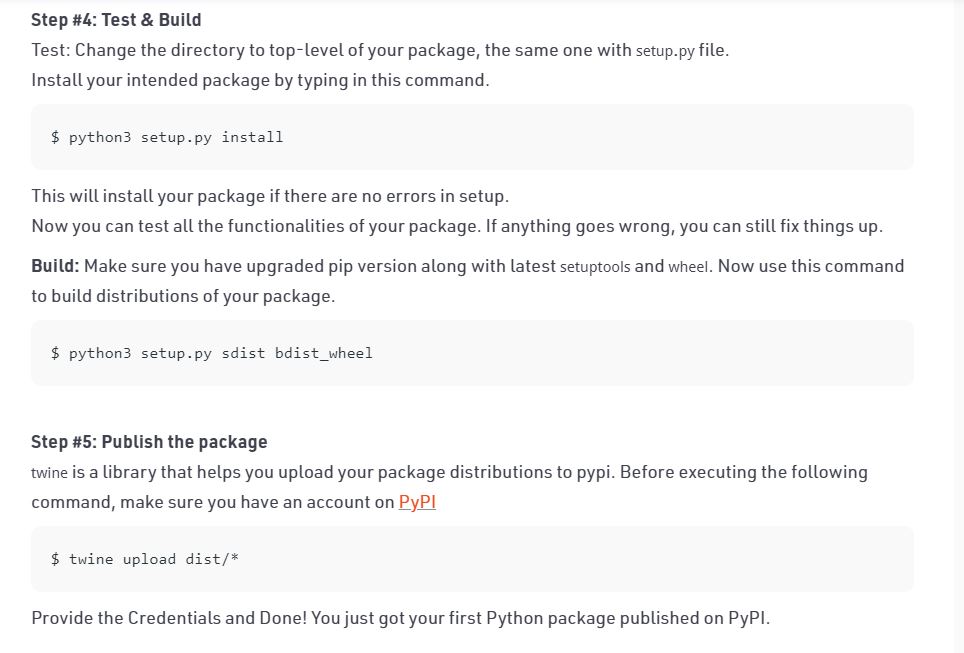 Step #4: Test & Build
Test: Change the directory to top-level of your package, the same one with setup.py file.
Install your intended package by typing in this command.
$ python3 setup.py install
This will install your package if there are no errors in setup.
Now you can test all the functionalities of your package. If anything goes wrong, you can still fix things up.
Build: Make sure you have upgraded pip version along with latest setuptools and wheel. Now use this command
to build distributions of your package.
$ python3 setup.py sdist bdist_wheel
Step #5: Publish the package
twine is a library that helps you upload your package distributions to pypi. Before executing the following
command, make sure you have an account on PyPI
$ twine upload dist/*
Provide the Credentials and Done! You just got your first Python package published on PyPI.